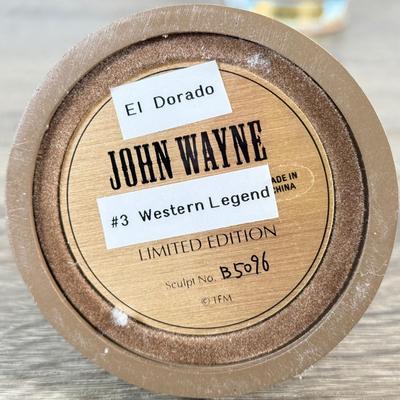 El Dorado
JOHN WAYNE
MADE IN
CHINA
#3 Western Legend
LIMITED EDITION
Sculpt No. B5096
© TFM